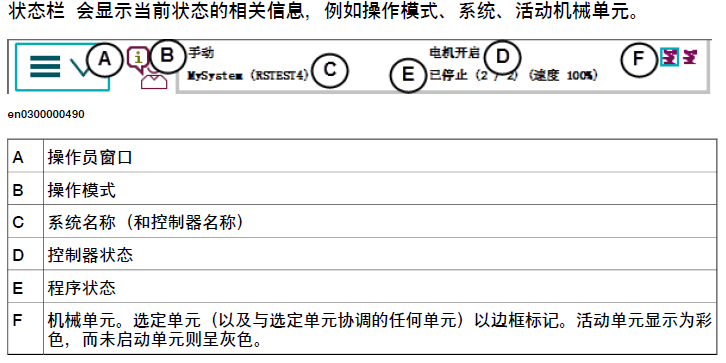 状态栏 会显示当前状态的相关信息，例如操作模式、系统、活动机械单元。
A B 手动 电机开启 D F
MySystem (RSTEST4) C E 已停止 (2 / 2) (速度 100%)
en0300000490
A 操作员窗口
B 操作模式
C 系统名称（和控制器名称）
D 控制器状态
E 程序状态
F 机械单元。选定单元（以及与选定单元协调的任何单元）以边框标记。活动单元显示为彩
色，而未启动单元则呈灰色。